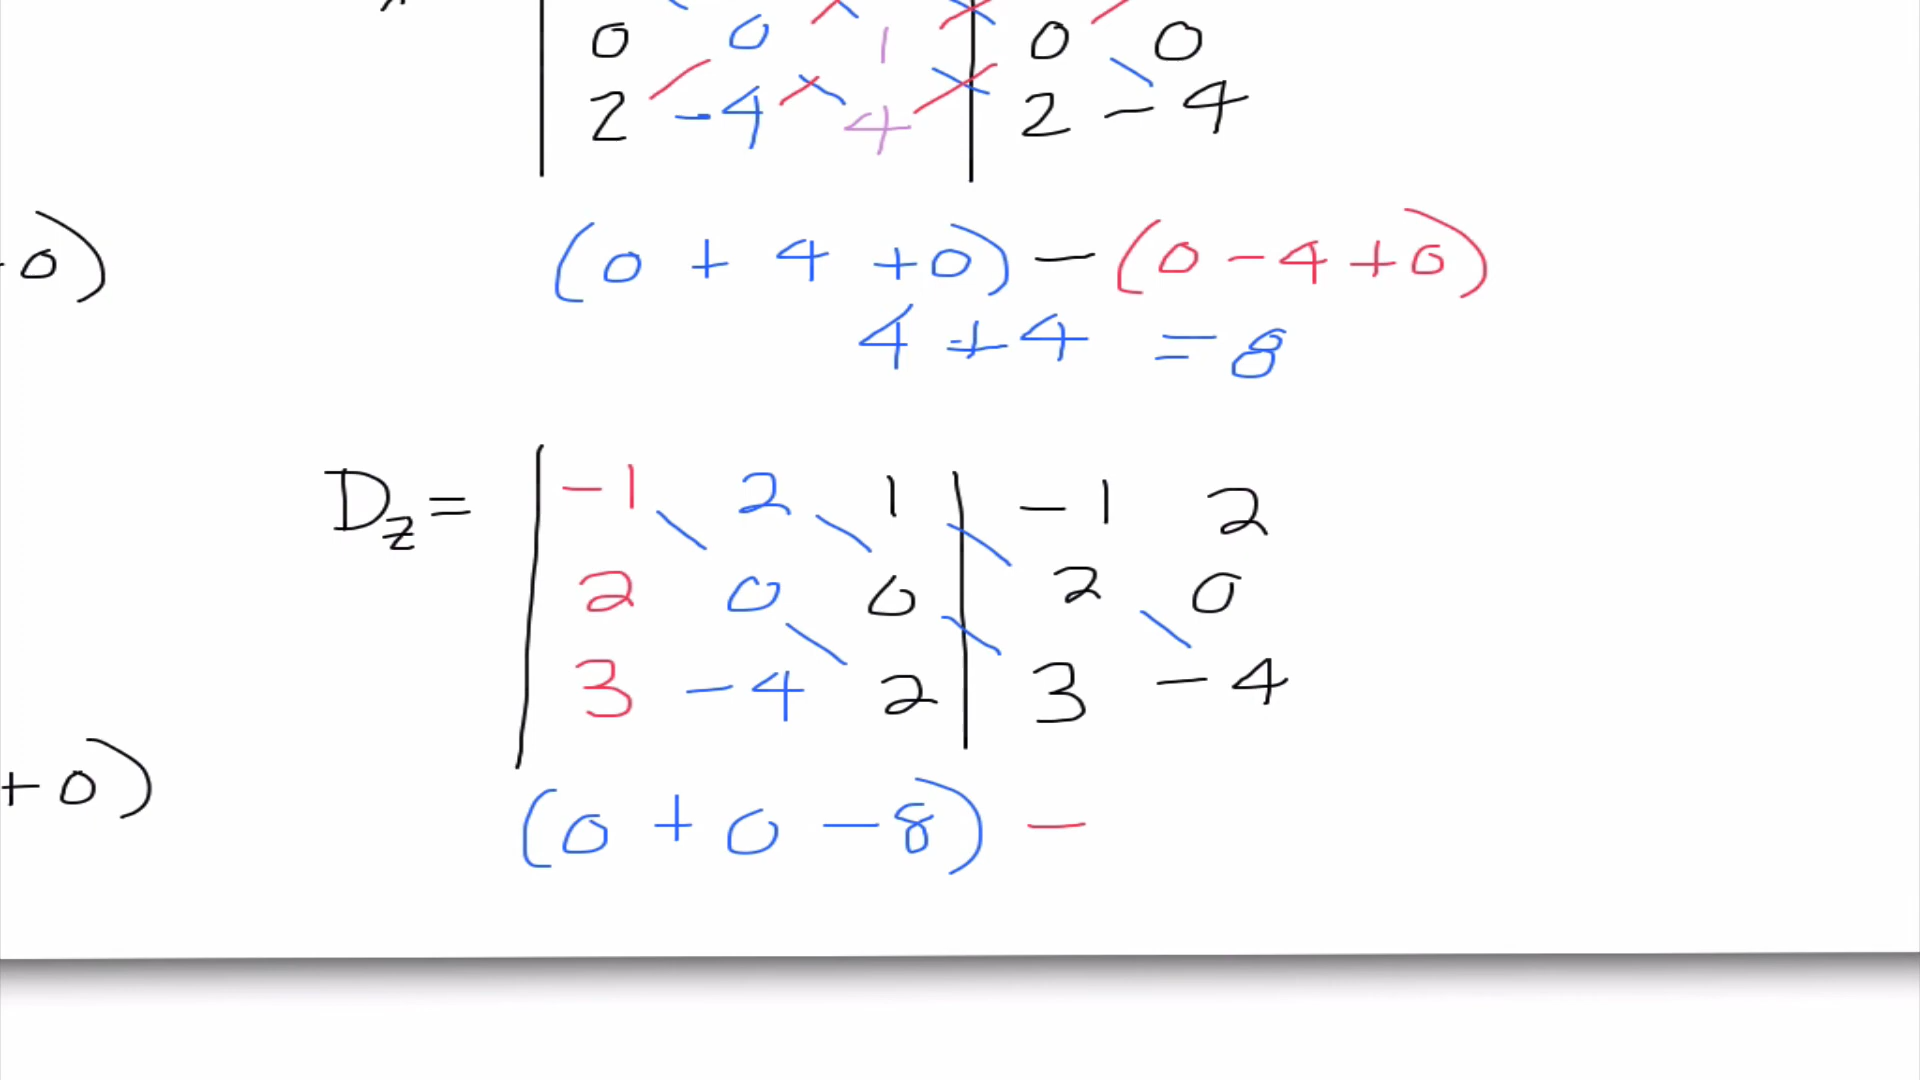 0 0 1 | 0 0
2 -4 4 | 2 -4
0)
(0 + 4 + 0) - (0 - 4 + 0)
4 + 4 = 8
Dz = | -1 2 1 | -1 2
2 0 0 | 2 0
3 -4 2 | 3 -4
+ 0)
(0 + 0 - 8) -